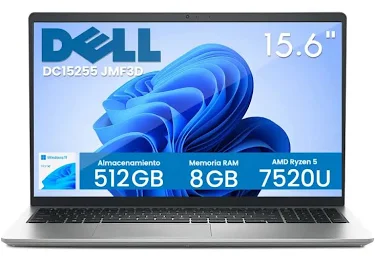 DELL
15.6"
DC15255 JMF3D
Windows 11
Almacenamiento
512GB
Memoria RAM
8GB
AMD Ryzen 5
7520U